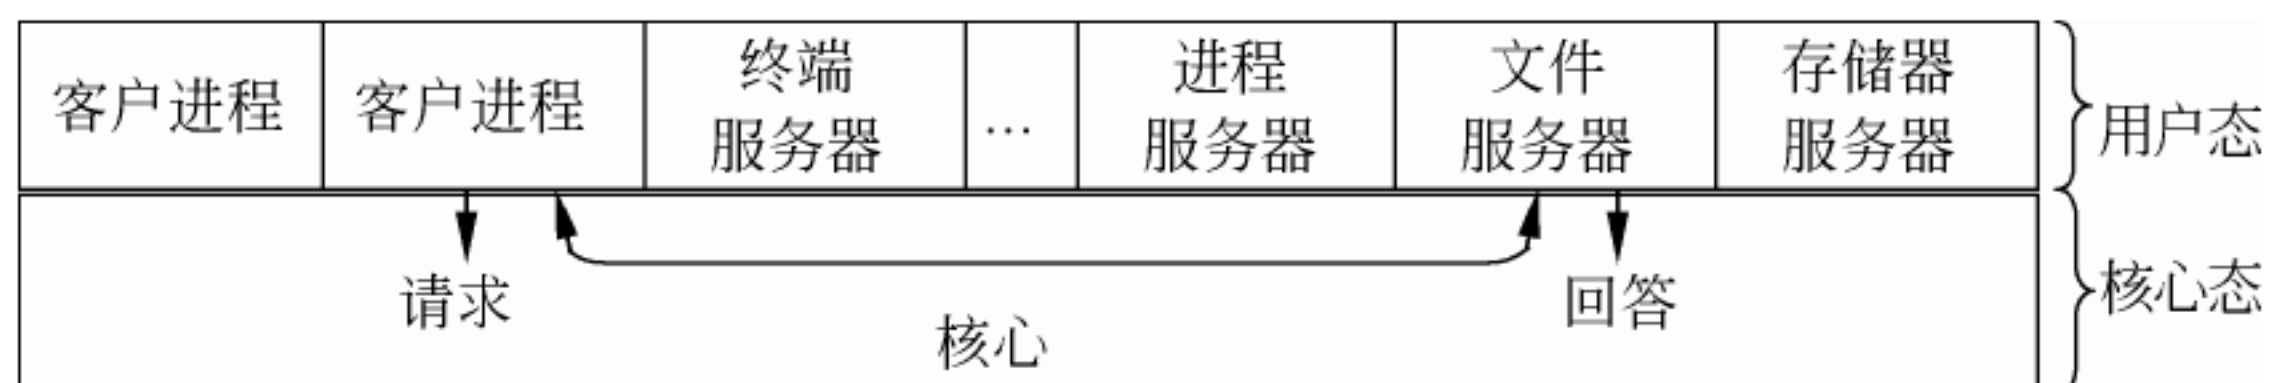 客户进程
客户进程
终端
服务器
…
进程
服务器
文件
服务器
存储器
服务器
用户态
请求
回答
核心态
核心